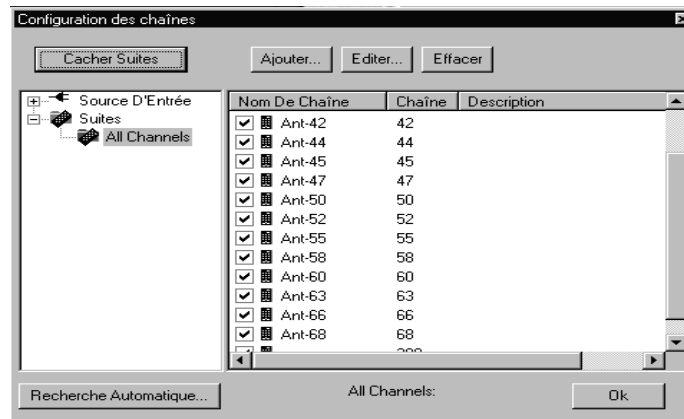 Configuration des chaînes
Cacher Suites
Ajouter...
Editer...
Effacer
Source D'Entrée
Suites
All Channels
Nom De Chaîne Chaîne Description
Ant-42 42
Ant-44 44
Ant-45 45
Ant-47 47
Ant-50 50
Ant-52 52
Ant-55 55
Ant-58 58
Ant-60 60
Ant-63 63
Ant-66 66
Ant-68 68
Recherche Automatique...
All Channels:
Ok